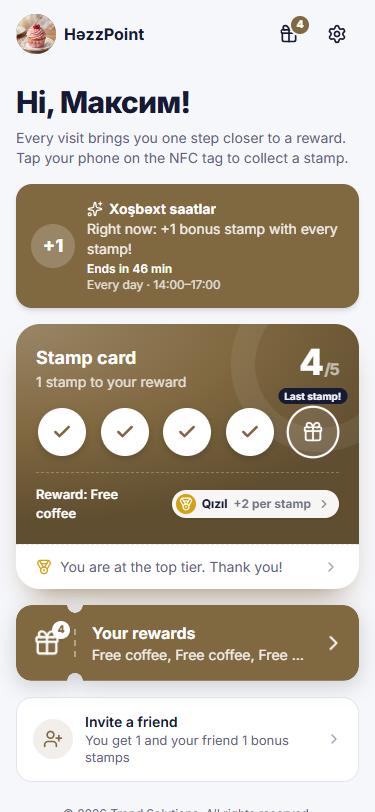 HəzzPoint
4
Hi, Максим!
Every visit brings you one step closer to a reward.
Tap your phone on the NFC tag to collect a stamp.
Xoşbəxt saatlar
+1
Right now: +1 bonus stamp with every
stamp!
Ends in 46 min
Every day · 14:00–17:00
Stamp card
4/5
1 stamp to your reward
Last stamp!
Reward: Free
coffee
Qızıl +2 per stamp
You are at the top tier. Thank you!
4
Your rewards
Free coffee, Free coffee, Free ...
Invite a friend
You get 1 and your friend 1 bonus
stamps